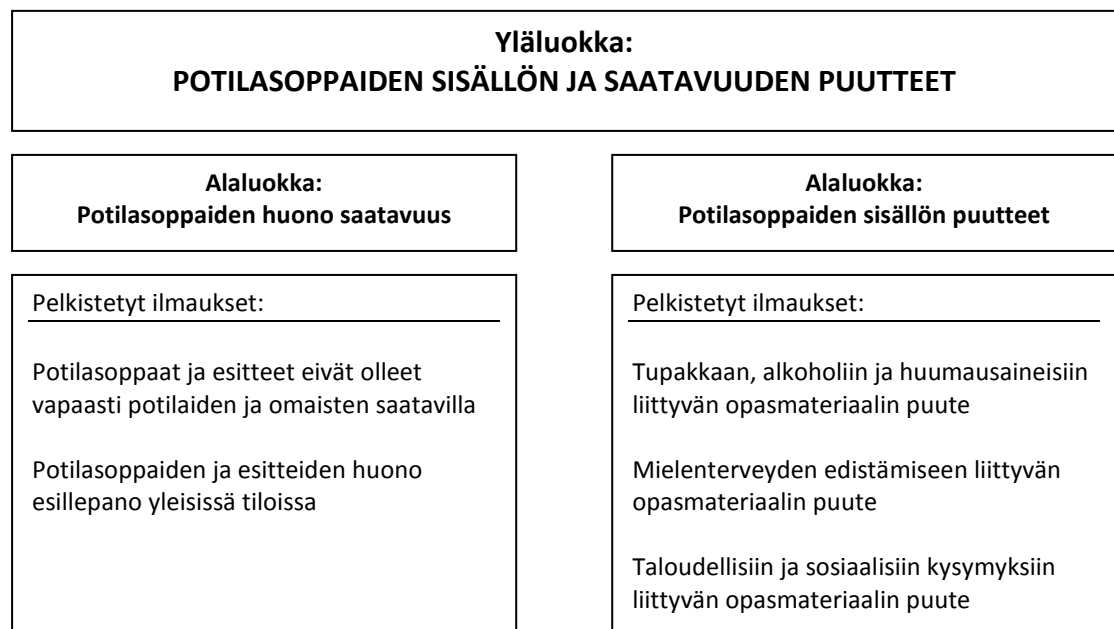 Yläluokka:
POTILASOPPAIDEN SISÄLLÖN JA SAATAVUUDEN PUUTTEET
Alaluokka:
Potilasoppaiden huono saatavuus
Pelkistetyt ilmaukset:
Potilasoppaat ja esitteet eivät olleet
vapaasti potilaiden ja omaisten saatavilla
Potilasoppaiden ja esitteiden huono
esillepano yleisissä tiloissa
Alaluokka:
Potilasoppaiden sisällön puutteet
Pelkistetyt ilmaukset:
Tupakkaan, alkoholiin ja huumausaineisiin
liittyvän opasmateriaalin puute
Mielenterveyden edistämiseen liittyvän
opasmateriaalin puute
Taloudellisiin ja sosiaalisiin kysymyksiin
liittyvän opasmateriaalin puute